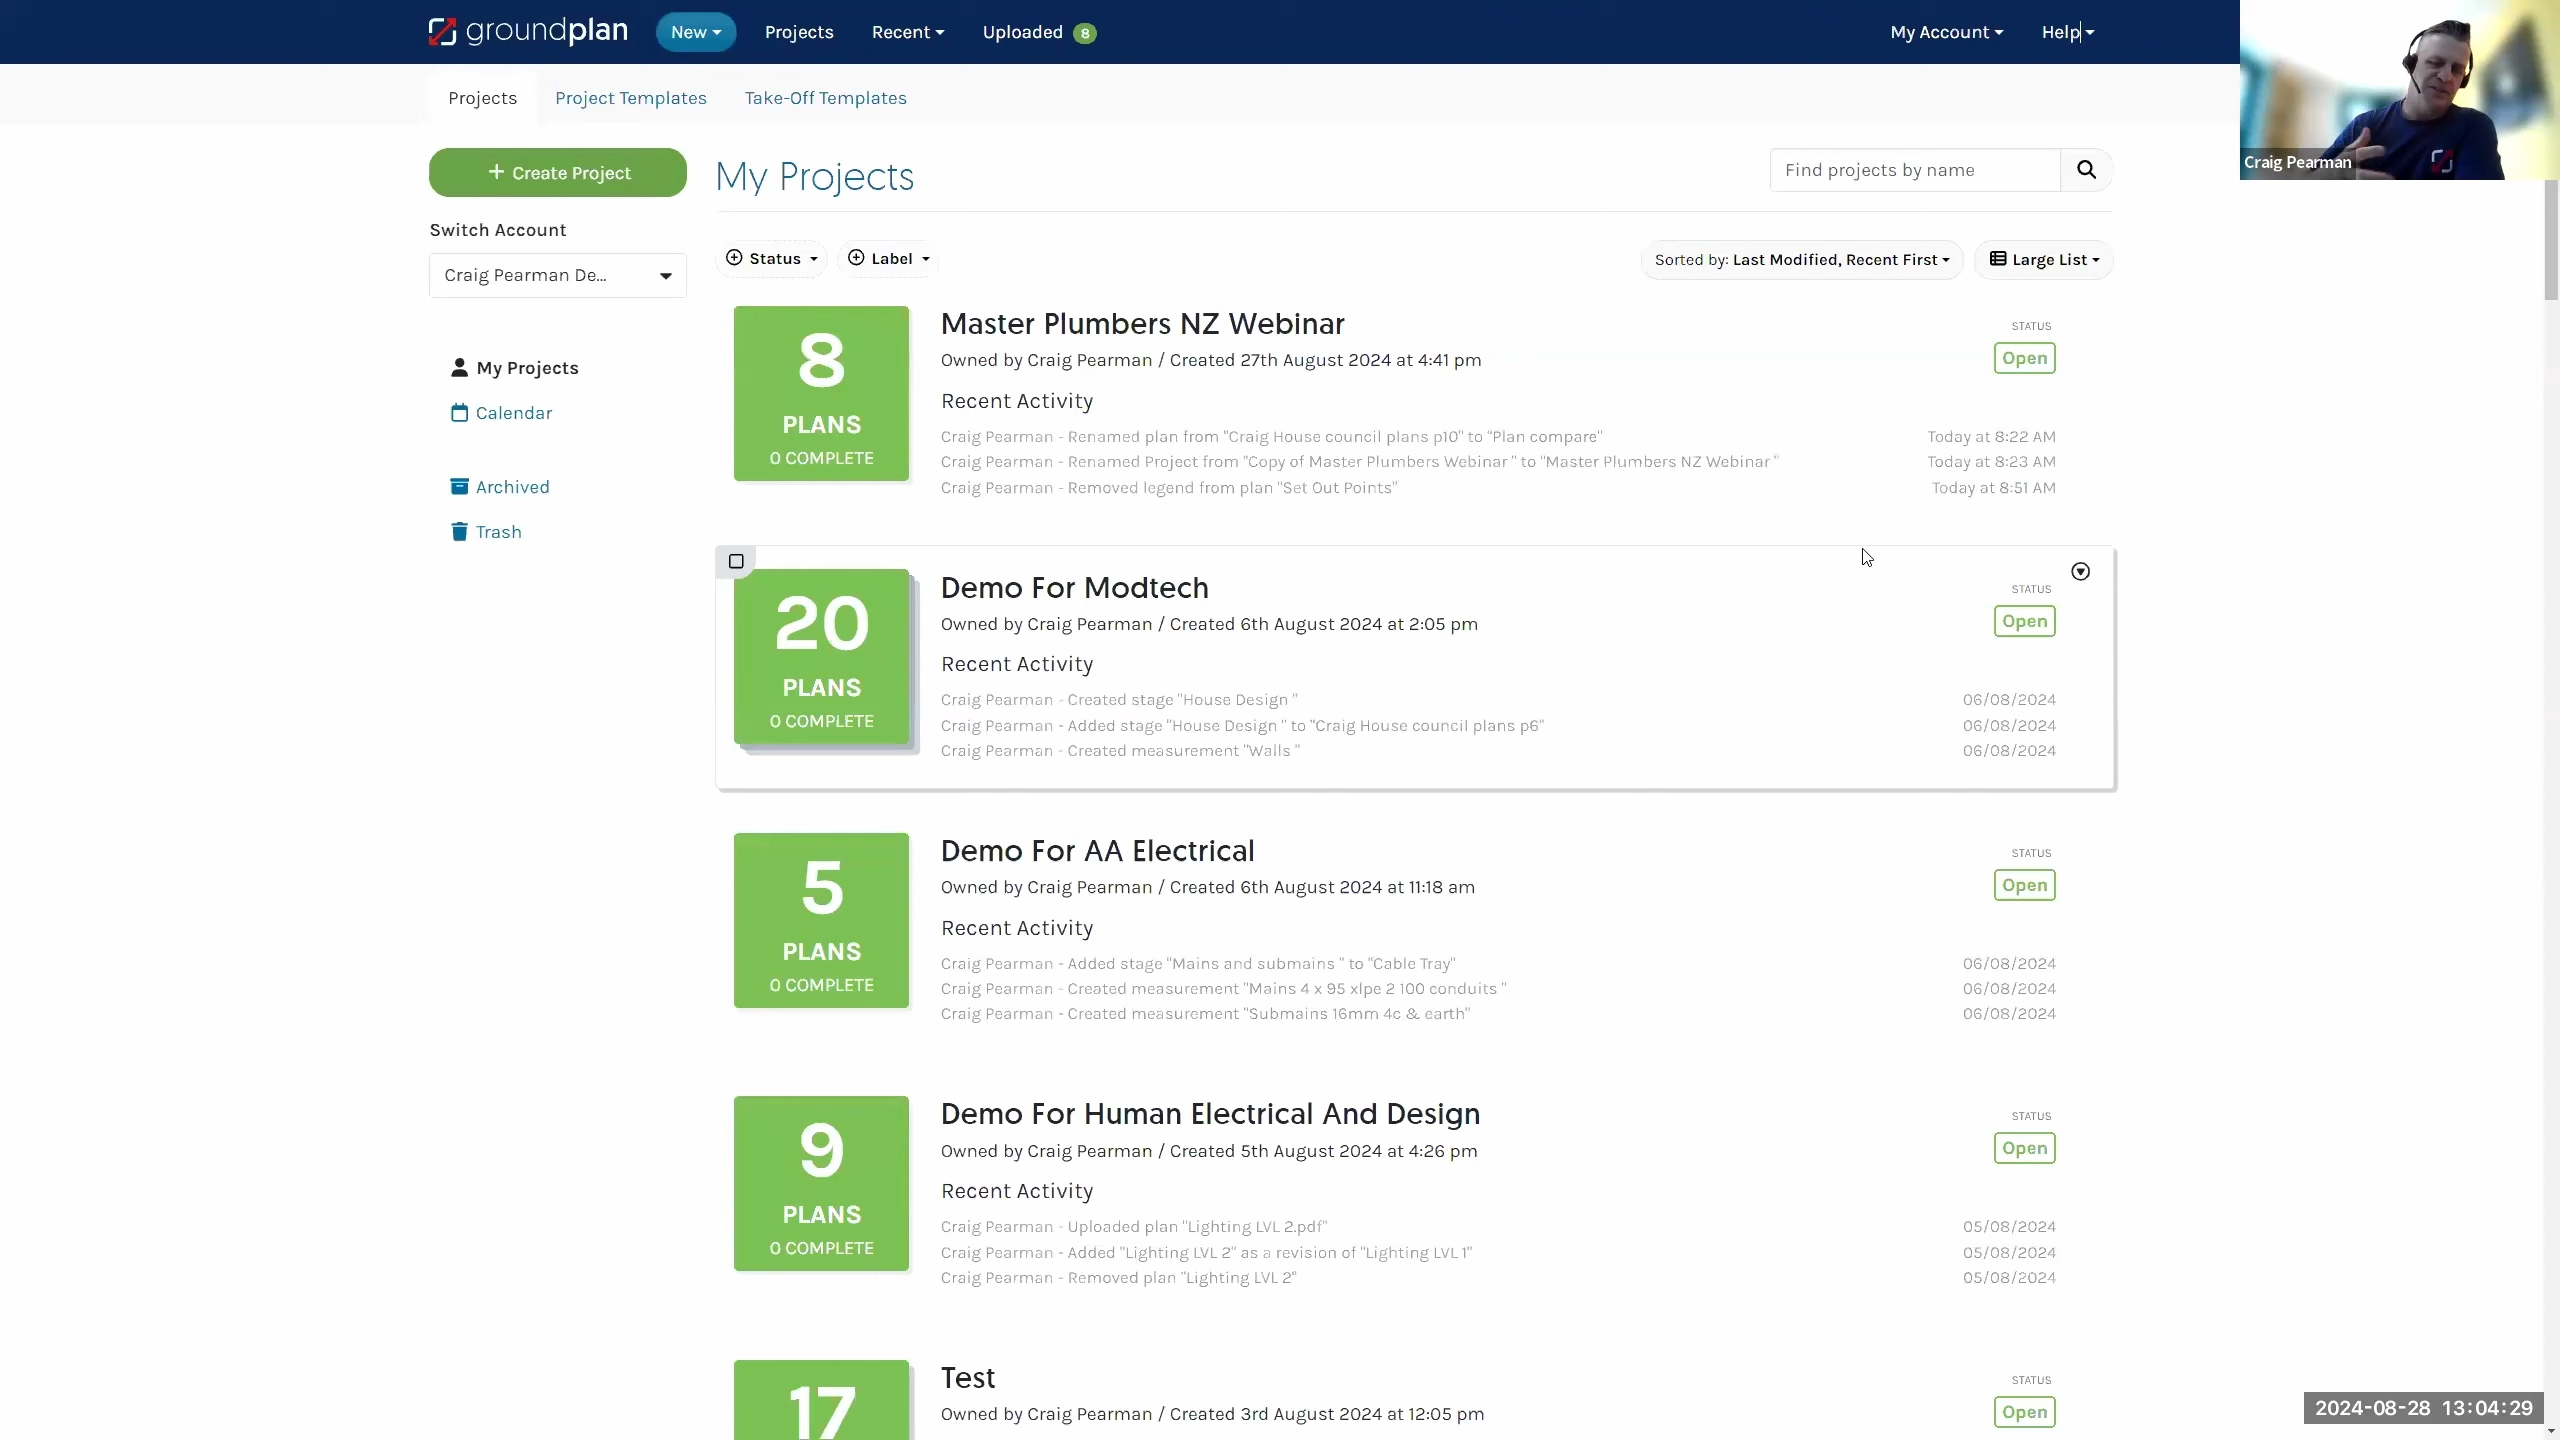 groundplan
New
Projects
Recent
Uploaded 8
My Account
Help
Craig Pearman
Projects
Project Templates
Take-Off Templates
+ Create Project
Switch Account
Craig Pearman De...
My Projects
Calendar
Archived
Trash
My Projects
Find projects by name
Status
Label
Sorted by: Last Modified, Recent First
Large List
8
PLANS
0 COMPLETE
Master Plumbers NZ Webinar
Owned by Craig Pearman / Created 27th August 2024 at 4:41 pm
STATUS
Open
Recent Activity
Craig Pearman - Renamed plan from "Craig House council plans p10" to "Plan compare" Today at 8:22 AM
Craig Pearman - Renamed Project from "Copy of Master Plumbers Webinar " to "Master Plumbers NZ Webinar " Today at 8:23 AM
Craig Pearman - Removed legend from plan "Set Out Points" Today at 8:51 AM
20
PLANS
0 COMPLETE
Demo For Modtech
Owned by Craig Pearman / Created 6th August 2024 at 2:05 pm
STATUS
Open
Recent Activity
Craig Pearman - Created stage "House Design " 06/08/2024
Craig Pearman - Added stage "House Design " to "Craig House council plans p6" 06/08/2024
Craig Pearman - Created measurement "Walls " 06/08/2024
5
PLANS
0 COMPLETE
Demo For AA Electrical
Owned by Craig Pearman / Created 6th August 2024 at 11:18 am
STATUS
Open
Recent Activity
Craig Pearman - Added stage "Mains and submains " to "Cable Tray" 06/08/2024
Craig Pearman - Created measurement "Mains 4 x 95 xlpe 2 100 conduits " 06/08/2024
Craig Pearman - Created measurement "Submains 16mm 4c & earth" 06/08/2024
9
PLANS
0 COMPLETE
Demo For Human Electrical And Design
Owned by Craig Pearman / Created 5th August 2024 at 4:26 pm
STATUS
Open
Recent Activity
Craig Pearman - Uploaded plan "Lighting LVL 2.pdf" 05/08/2024
Craig Pearman - Added "Lighting LVL 2" as a revision of "Lighting LVL 1" 05/08/2024
Craig Pearman - Removed plan "Lighting LVL 2" 05/08/2024
17
Test
Owned by Craig Pearman / Created 3rd August 2024 at 12:05 pm
STATUS
Open
2024-08-28 13:04:29